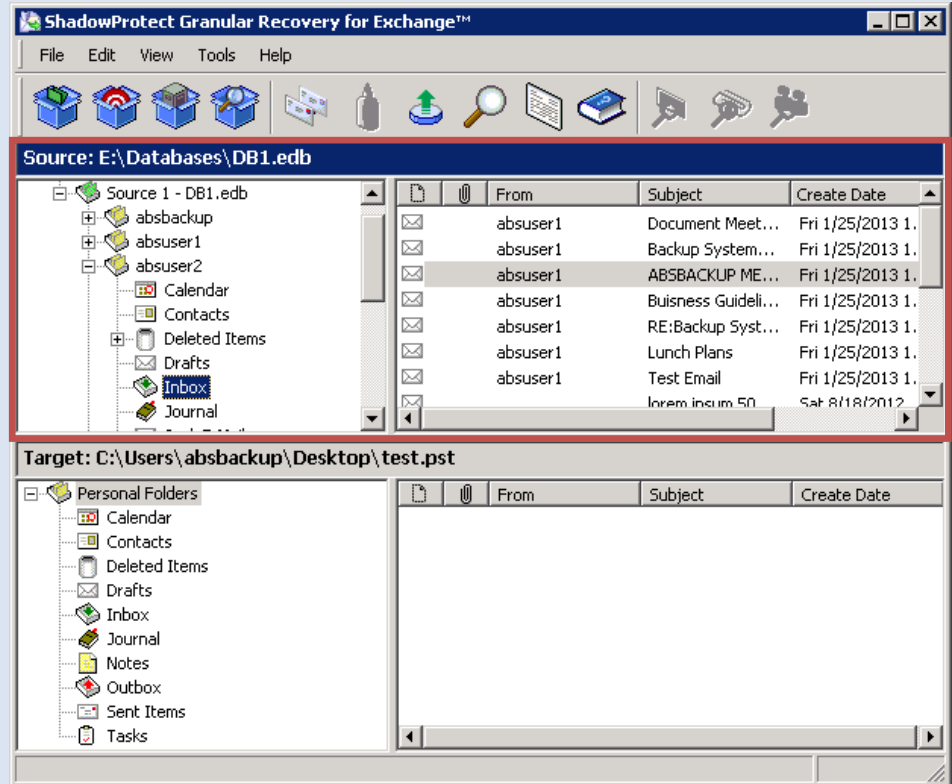 ShadowProtect Granular Recovery for Exchange™
File Edit View Tools Help
Source: E:\Databases\DB1.edb
Source 1 - DB1.edb
absbackup
absuser1
absuser2
Calendar
Contacts
Deleted Items
Drafts
Inbox
Journal
From Subject Create Date
absuser1 Document Meet... Fri 1/25/2013 1.
absuser1 Backup System... Fri 1/25/2013 1.
absuser1 ABSBACKUP ME... Fri 1/25/2013 1.
absuser1 Buisness Guideli... Fri 1/25/2013 1.
absuser1 RE:Backup Syst... Fri 1/25/2013 1.
absuser1 Lunch Plans Fri 1/25/2013 1.
absuser1 Test Email Fri 1/25/2013 1.
lorem ipsum 50 Sat 8/18/2012
Target: C:\Users\absbackup\Desktop\test.pst
Personal Folders
Calendar
Contacts
Deleted Items
Drafts
Inbox
Journal
Notes
Outbox
Sent Items
Tasks
From Subject Create Date